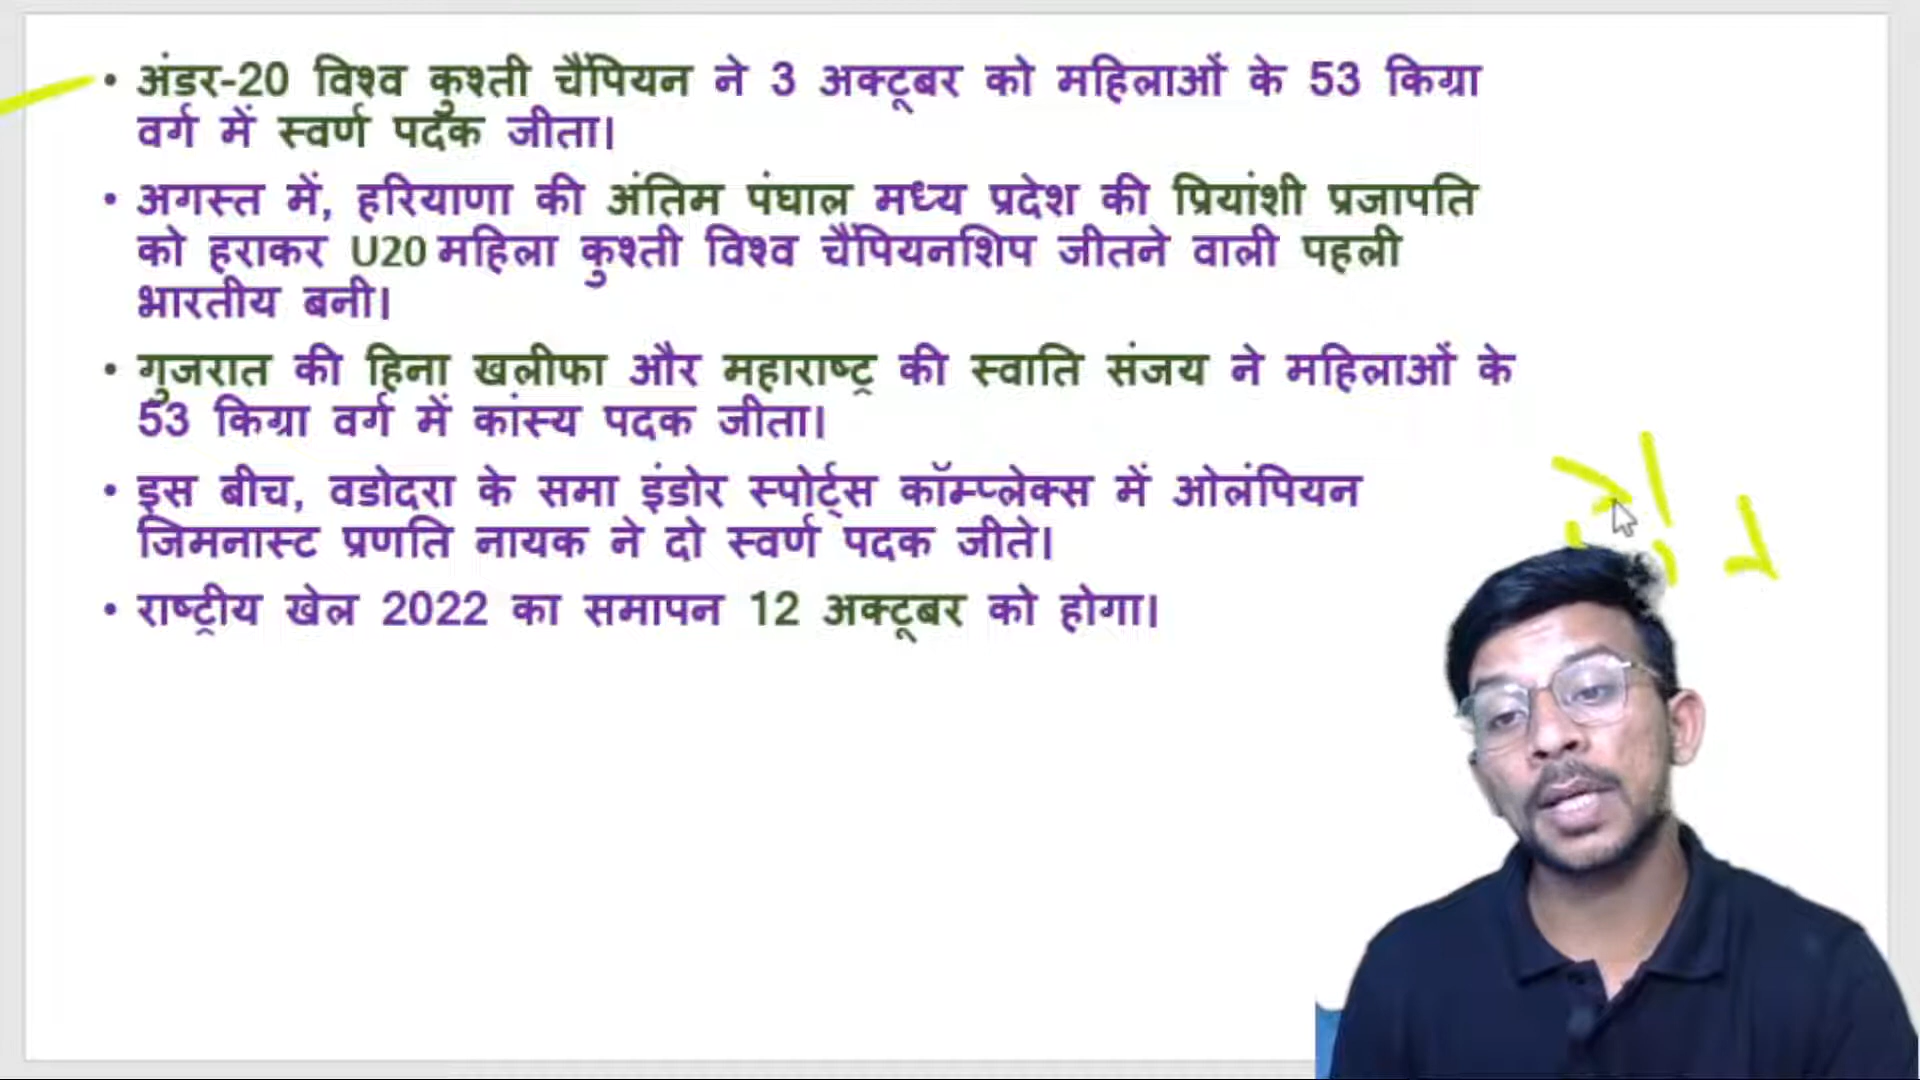 • अंडर-20 विश्व कुश्ती चैंपियन ने 3 अक्टूबर को महिलाओं के 53 किग्रा
वर्ग में स्वर्ण पदक जीता।
• अगस्त में, हरियाणा की अंतिम पंघाल मध्य प्रदेश की प्रियांशी प्रजापति
को हराकर U20 महिला कुश्ती विश्व चैंपियनशिप जीतने वाली पहली
भारतीय बनी।
• गुजरात की हिना खलीफा और महाराष्ट्र की स्वाति संजय ने महिलाओं के
53 किग्रा वर्ग में कांस्य पदक जीता।
• इस बीच, वडोदरा के समा इंडोर स्पोर्ट्स कॉम्प्लेक्स में ओलंपियन
जिमनास्ट प्रणति नायक ने दो स्वर्ण पदक जीते।
• राष्ट्रीय खेल 2022 का समापन 12 अक्टूबर को होगा।